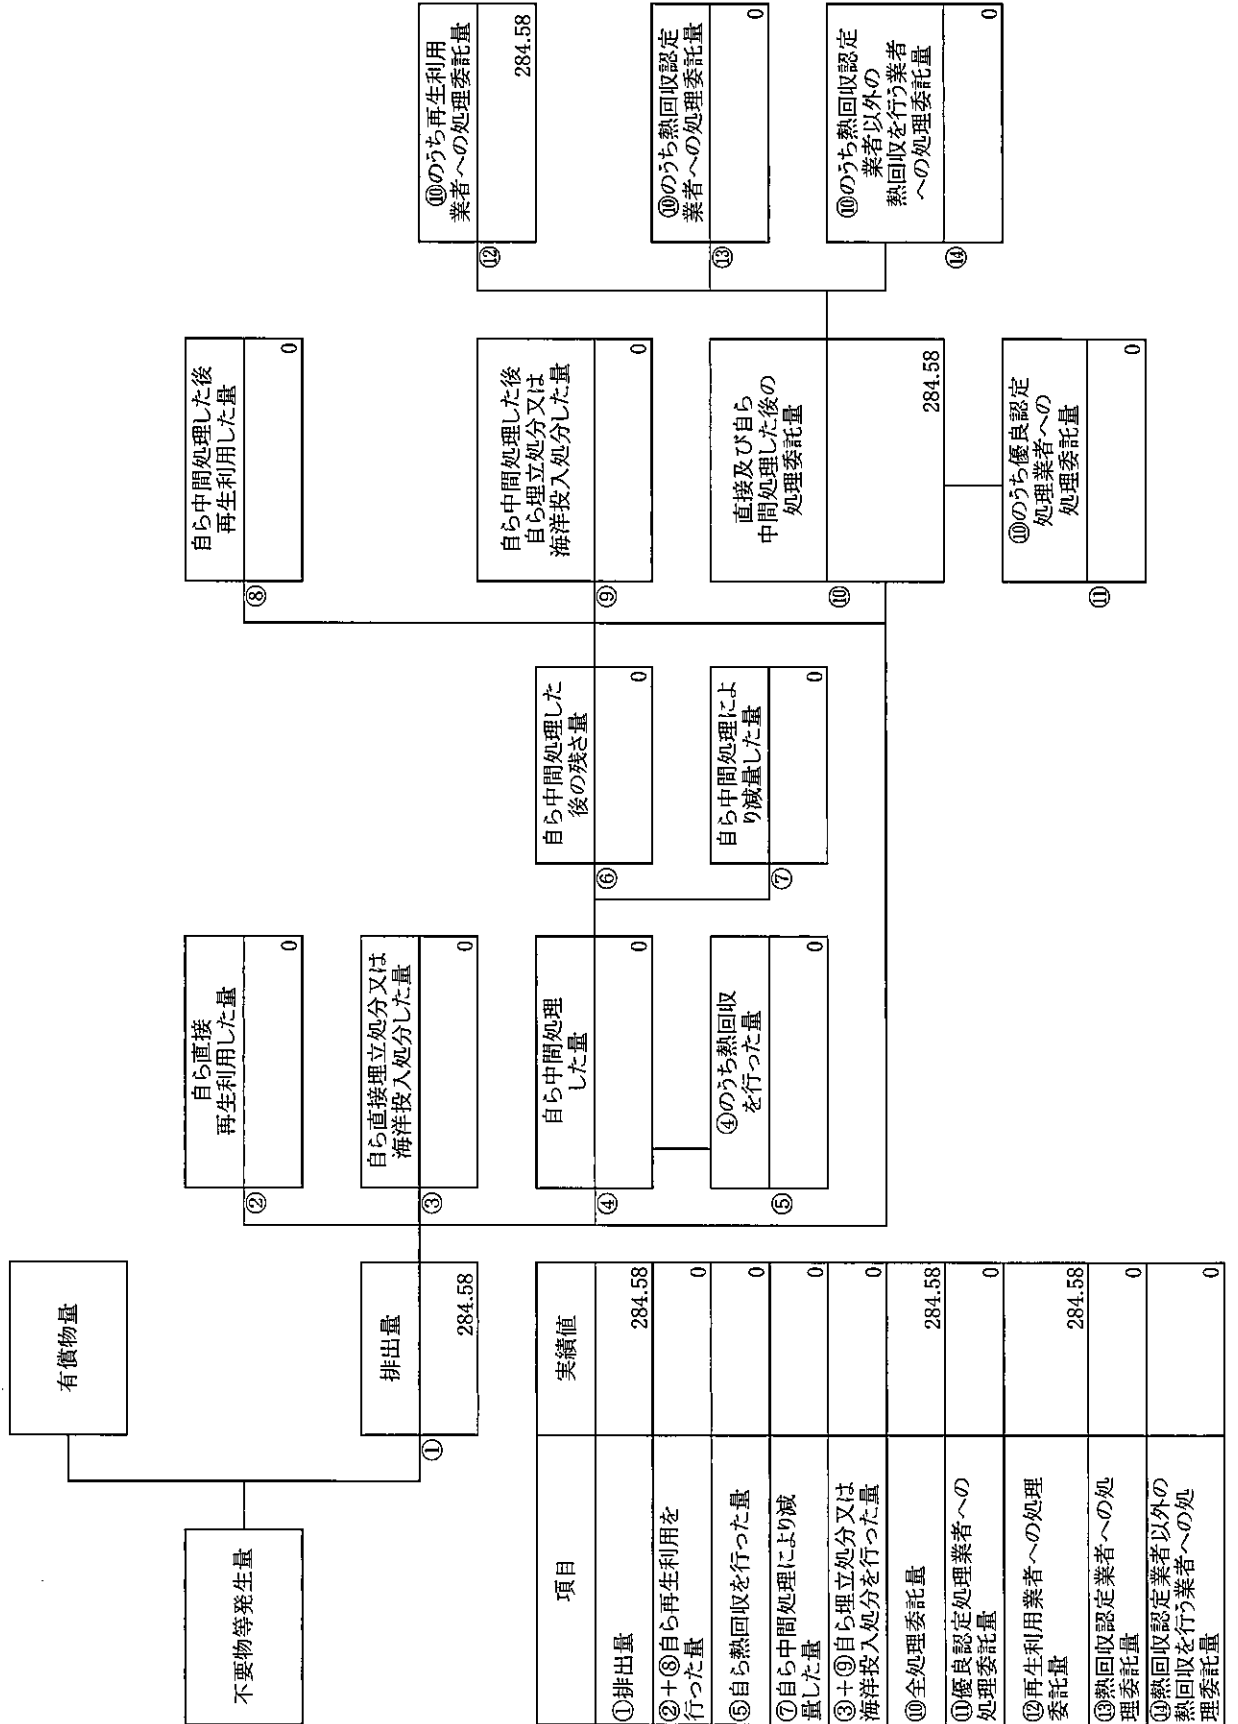 有償物量
不要物等発生量
①
排出量
284.58
②
自ら直接
再生利用した量
0
③
自ら直接埋立処分又は
海洋投入処分した量
0
④
自ら中間処理
した量
0
⑤
④のうち熱回収
を行った量
0
⑥
自ら中間処理した
後の残さ量
0
⑦
自ら中間処理によ
り減量した量
0
⑧
自ら中間処理した後
再生利用した量
0
⑨
自ら中間処理した後
自ら埋立処分又は
海洋投入処分した量
0
⑩
直接及び自ら
中間処理した後の
処理委託量
284.58
⑪
⑩のうち優良認定
処理業者への
処理委託量
0
⑫
⑩のうち再生利用
業者への処理委託量
284.58
⑬
⑩のうち熱回収認定
業者への処理委託量
0
⑭
⑩のうち熱回収認定
業者以外の
熱回収を行う業者
への処理委託量
0
項目 実績値
①排出量 284.58
②+⑧自ら再生利用を
行った量 0
⑤自ら熱回収を行った量 0
⑦自ら中間処理により減
量した量 0
③+⑨自ら埋立処分又は
海洋投入処分を行った量 0
⑩全処理委託量 284.58
⑪優良認定処理業者への
処理委託量 0
⑫再生利用業者への処理
委託量 284.58
⑬熱回収認定業者への処
理委託量 0
⑭熱回収認定業者以外の
熱回収を行う業者への処
理委託量 0